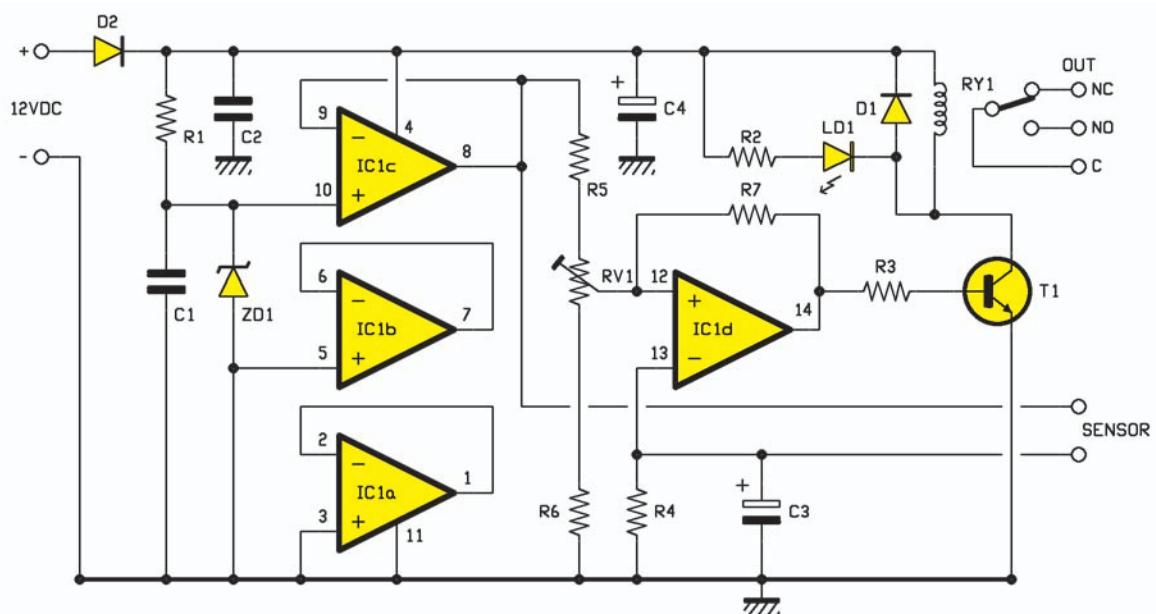 D2
+
12VDC
-
R1
C2
C1
ZD1
9
-
4
IC1c
8
10
+
6
-
IC1b
7
5
+
2
-
IC1a
1
3
+
11
R5
RV1
R6
+
C4
R2
LD1
D1
RY1
OUT
NC
NO
C
R7
12
+
IC1d
14
13
-
R3
T1
SENSOR
R4
+
C3